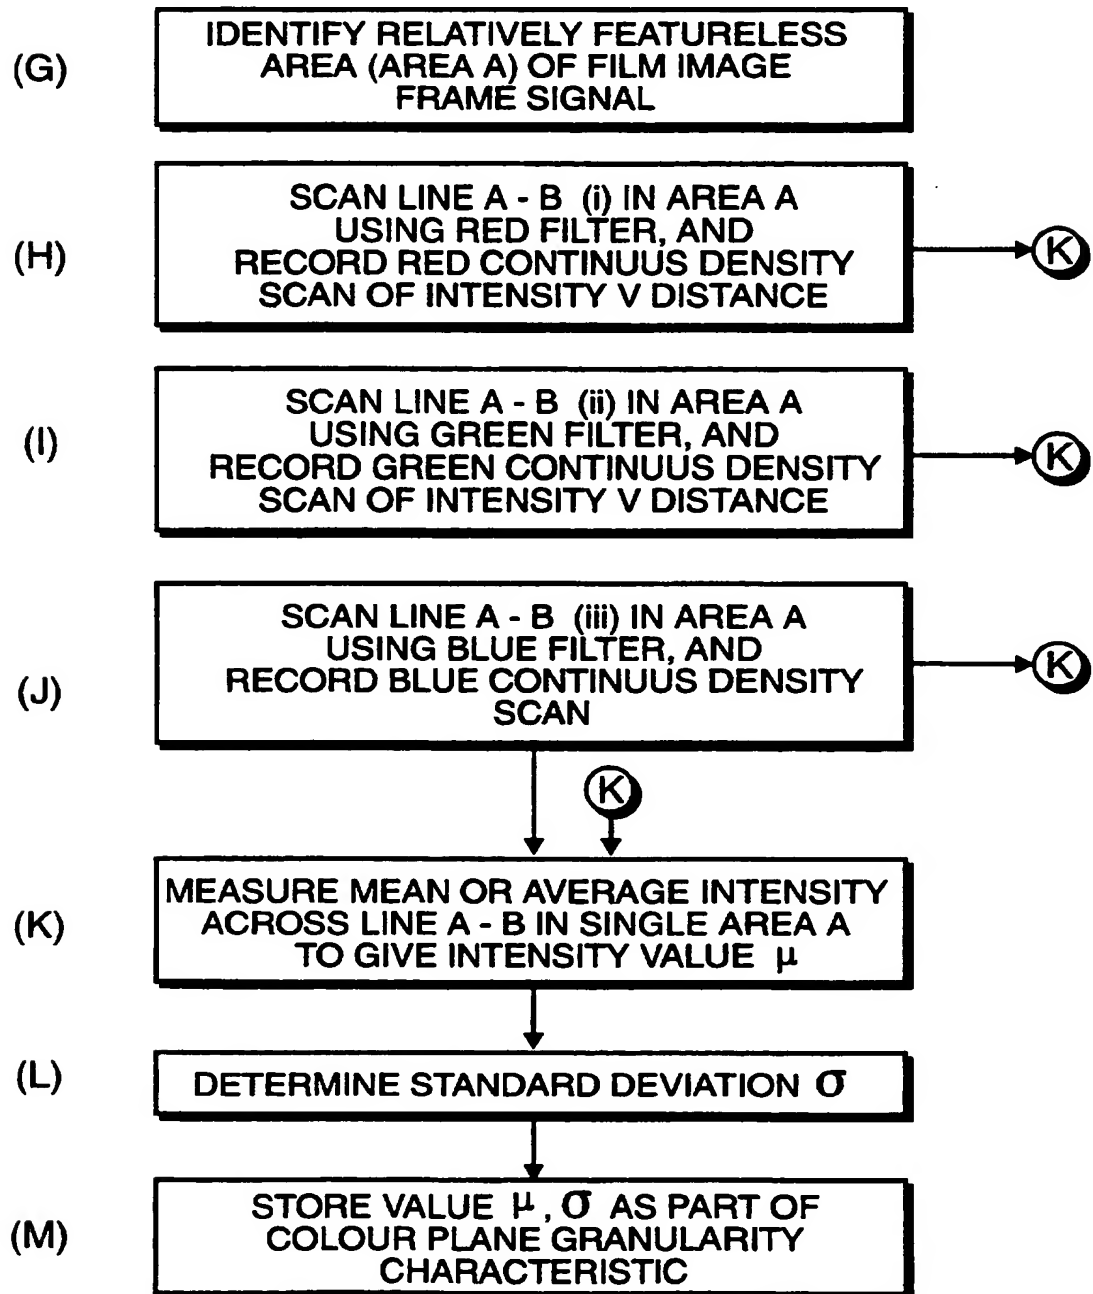 (G)
IDENTIFY RELATIVELY FEATURELESS
AREA (AREA A) OF FILM IMAGE
FRAME SIGNAL
(H)
SCAN LINE A - B (i) IN AREA A
USING RED FILTER, AND
RECORD RED CONTINUUS DENSITY
SCAN OF INTENSITY V DISTANCE
K
(I)
SCAN LINE A - B (ii) IN AREA A
USING GREEN FILTER, AND
RECORD GREEN CONTINUUS DENSITY
SCAN OF INTENSITY V DISTANCE
K
(J)
SCAN LINE A - B (iii) IN AREA A
USING BLUE FILTER, AND
RECORD BLUE CONTINUUS DENSITY
SCAN
K
K
(K)
MEASURE MEAN OR AVERAGE INTENSITY
ACROSS LINE A - B IN SINGLE AREA A
TO GIVE INTENSITY VALUE μ
(L)
DETERMINE STANDARD DEVIATION σ
(M)
STORE VALUE μ , σ AS PART OF
COLOUR PLANE GRANULARITY
CHARACTERISTIC